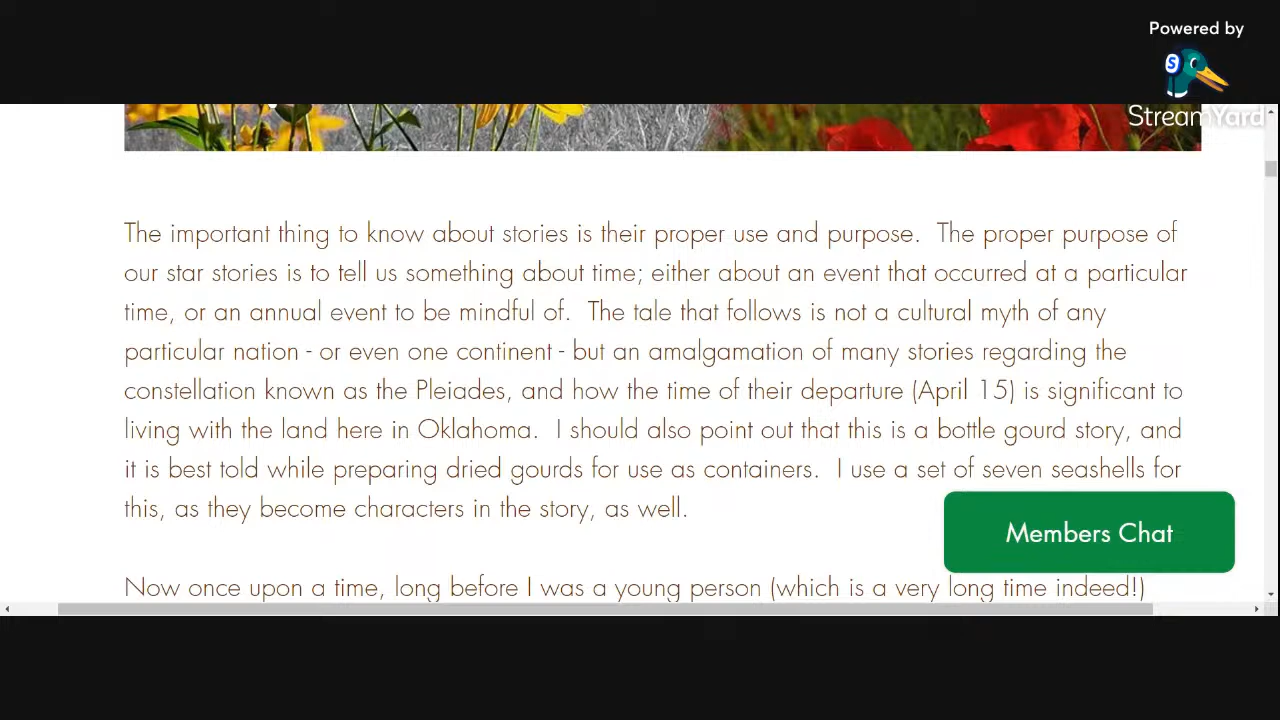 Powered by
S
StreamYard
The important thing to know about stories is their proper use and purpose.  The proper purpose of
our star stories is to tell us something about time; either about an event that occurred at a particular
time, or an annual event to be mindful of.  The tale that follows is not a cultural myth of any
particular nation - or even one continent - but an amalgamation of many stories regarding the
constellation known as the Pleiades, and how the time of their departure (April 15) is significant to
living with the land here in Oklahoma.  I should also point out that this is a bottle gourd story, and
it is best told while preparing dried gourds for use as containers.  I use a set of seven seashells for
this, as they become characters in the story, as well.
Members Chat
Now once upon a time, long before I was a young person (which is a very long time indeed!)